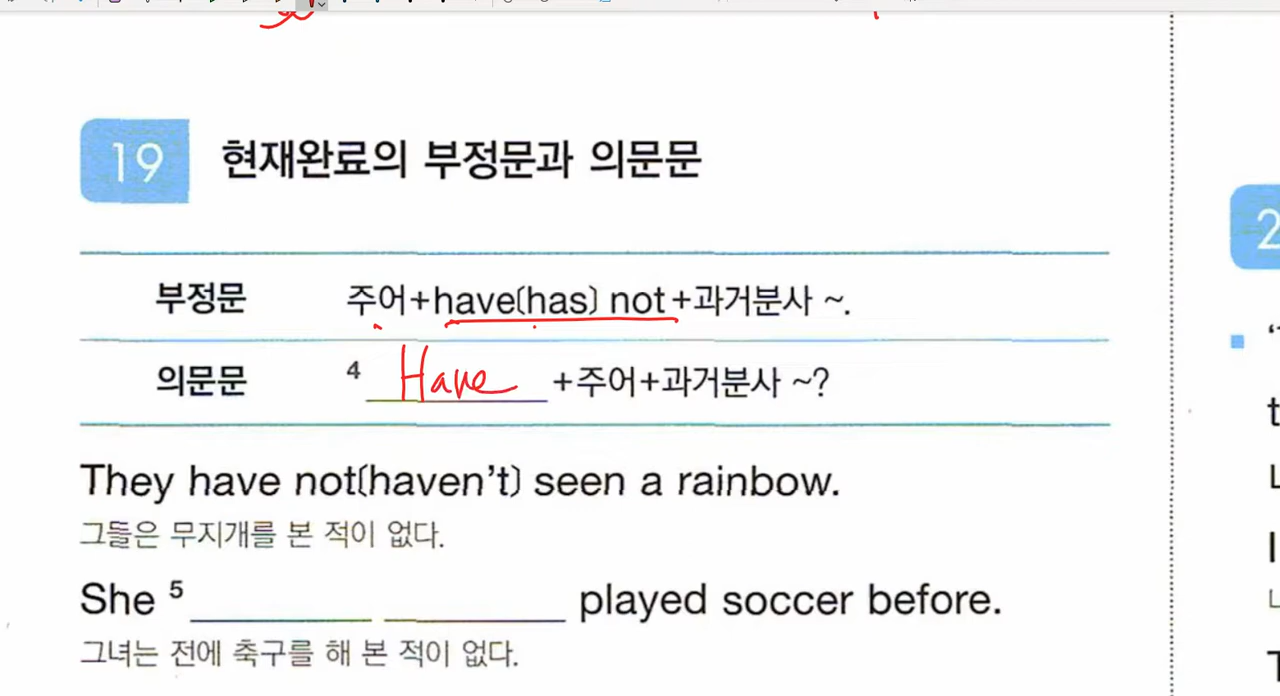 19 현재완료의 부정문과 의문문
부정문 주어+have(has) not+과거분사 ~.
의문문 4 Have +주어+과거분사 ~?
They have not(haven't) seen a rainbow.
그들은 무지개를 본 적이 없다.
She 5 ________ ________ played soccer before.
그녀는 전에 축구를 해 본 적이 없다.
2